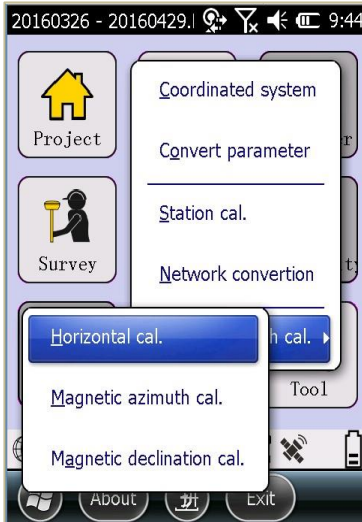 20160326 - 20160429.
9:44
Coordinated system
Project
Convert parameter
Station cal.
Survey
Network convertion
Horizontal cal.
h cal.
Magnetic azimuth cal.
Tool
Magnetic declination cal.
About
拼
Exit